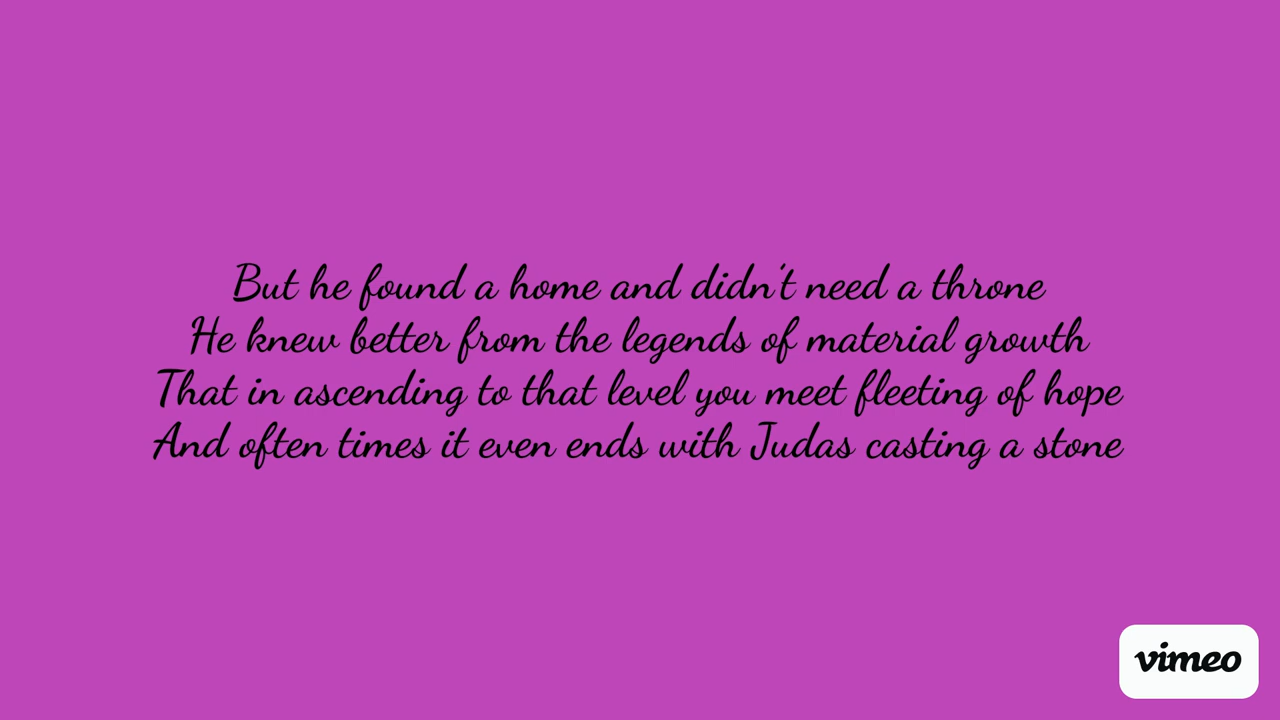 But he found a home and didn't need a throne
He knew better from the legends of material growth
That in ascending to that level you meet fleeting of hope
And often times it even ends with Judas casting a stone
vimeo